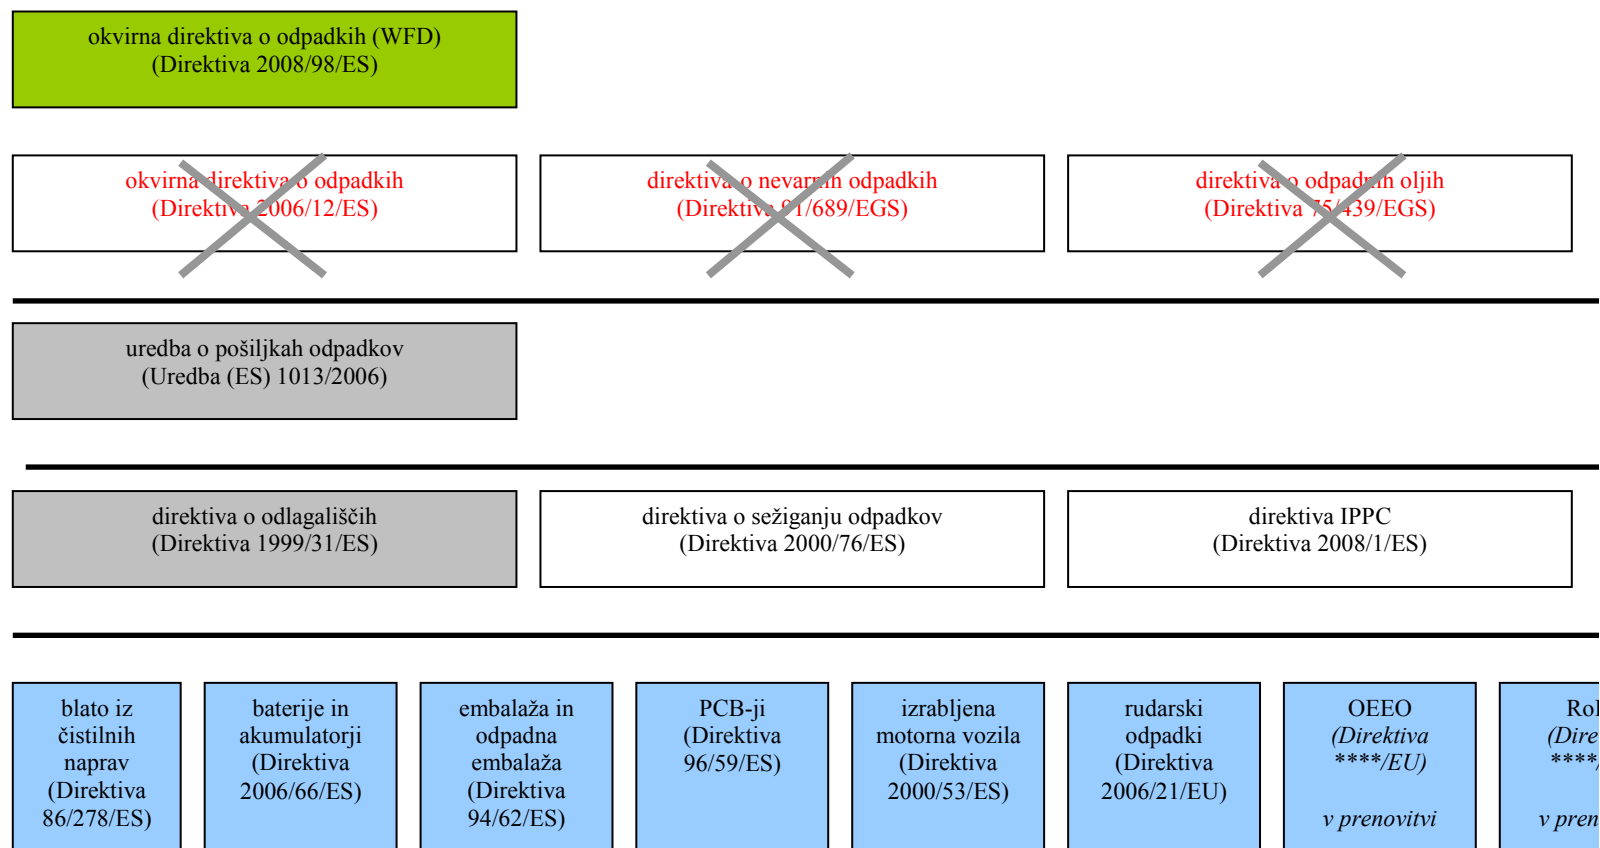 okvirna direktiva o odpadkih (WFD)
(Direktiva 2008/98/ES)
okvirna direktiva o odpadkih
(Direktiva 2006/12/ES)
direktiva o nevarnih odpadkih
(Direktiva 91/689/EGS)
direktiva o odpadnih oljih
(Direktiva 75/439/EGS)
uredba o pošiljkah odpadkov
(Uredba (ES) 1013/2006)
direktiva o odlagališčih
(Direktiva 1999/31/ES)
direktiva o sežiganju odpadkov
(Direktiva 2000/76/ES)
direktiva IPPC
(Direktiva 2008/1/ES)
blato iz
čistilnih
naprav
(Direktiva
86/278/ES)
baterije in
akumulatorji
(Direktiva
2006/66/ES)
embalaža in
odpadna
embalaža
(Direktiva
94/62/ES)
PCB-ji
(Direktiva
96/59/ES)
izrabljena
motorna vozila
(Direktiva
2000/53/ES)
rudarski
odpadki
(Direktiva
2006/21/EU)
OEEO
(Direktiva
****/EU)
v prenovitvi
(Dire
****/
v pren